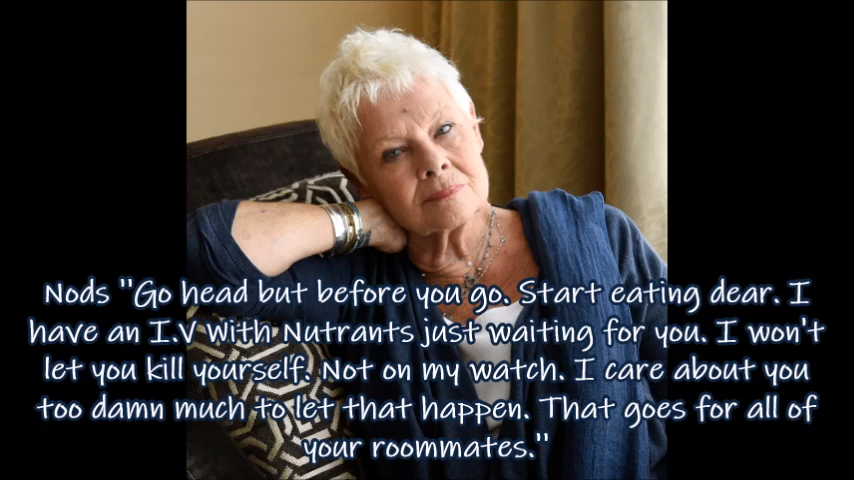 Nods "Go head but before you go. Start eating dear. I
have an I.V With Nutrants just waiting for you. I won't
let you kill yourself. Not on my watch. I care about you
too damn much to let that happen. That goes for all of
your roommates."